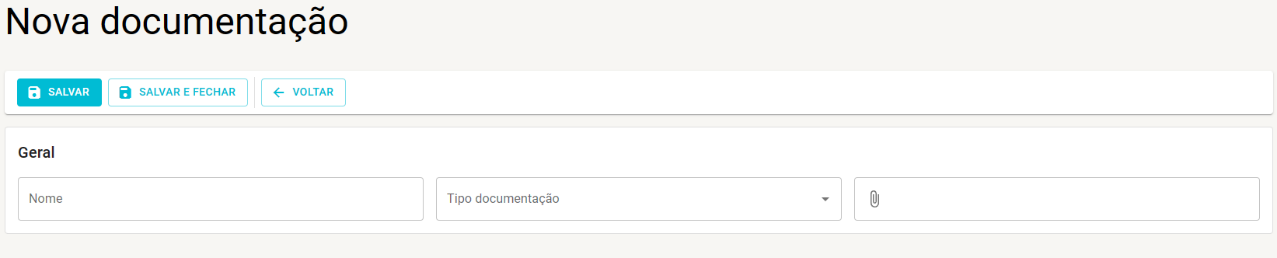 Nova documentação
SALVAR SALVAR E FECHAR VOLTAR
Geral
Nome Tipo documentação